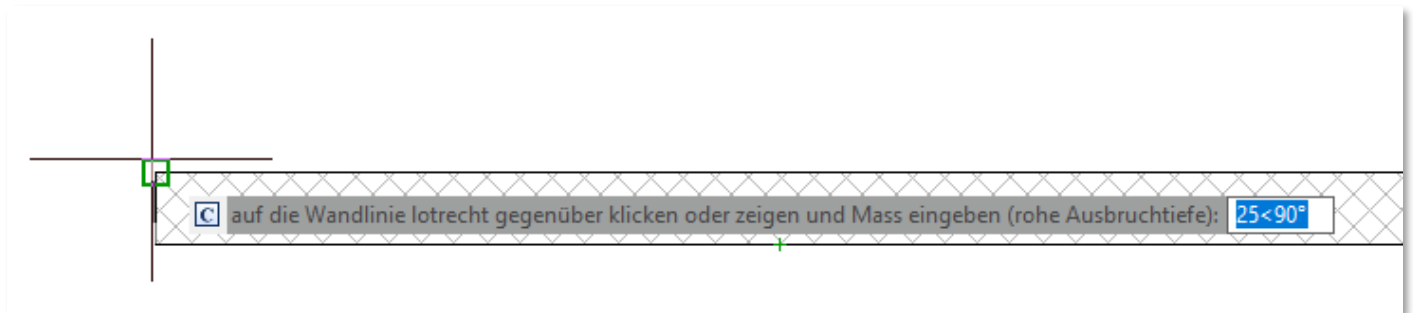 C auf die Wandlinie lotrecht gegenüber klicken oder zeigen und Mass eingeben (rohe Ausbruchtiefe): 25<90°